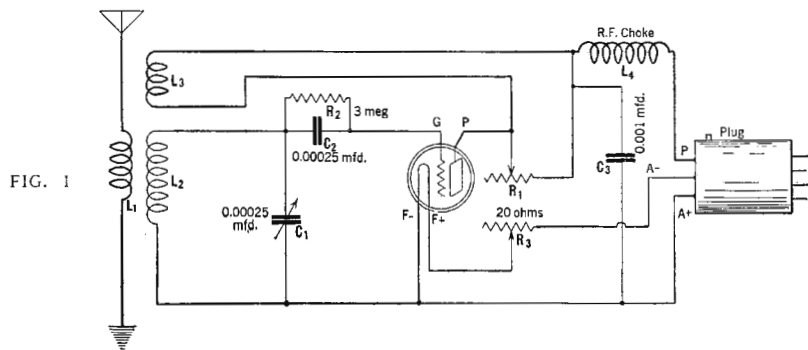 R.F. Choke
L4
L3
R2
3 meg
G
P
C2
0.00025 mfd.
L2
L1
0.00025
mfd.
C1
F-
F+
R1
20 ohms
R3
0.001 mfd.
C3
Plug
P
A-
A+
FIG. 1